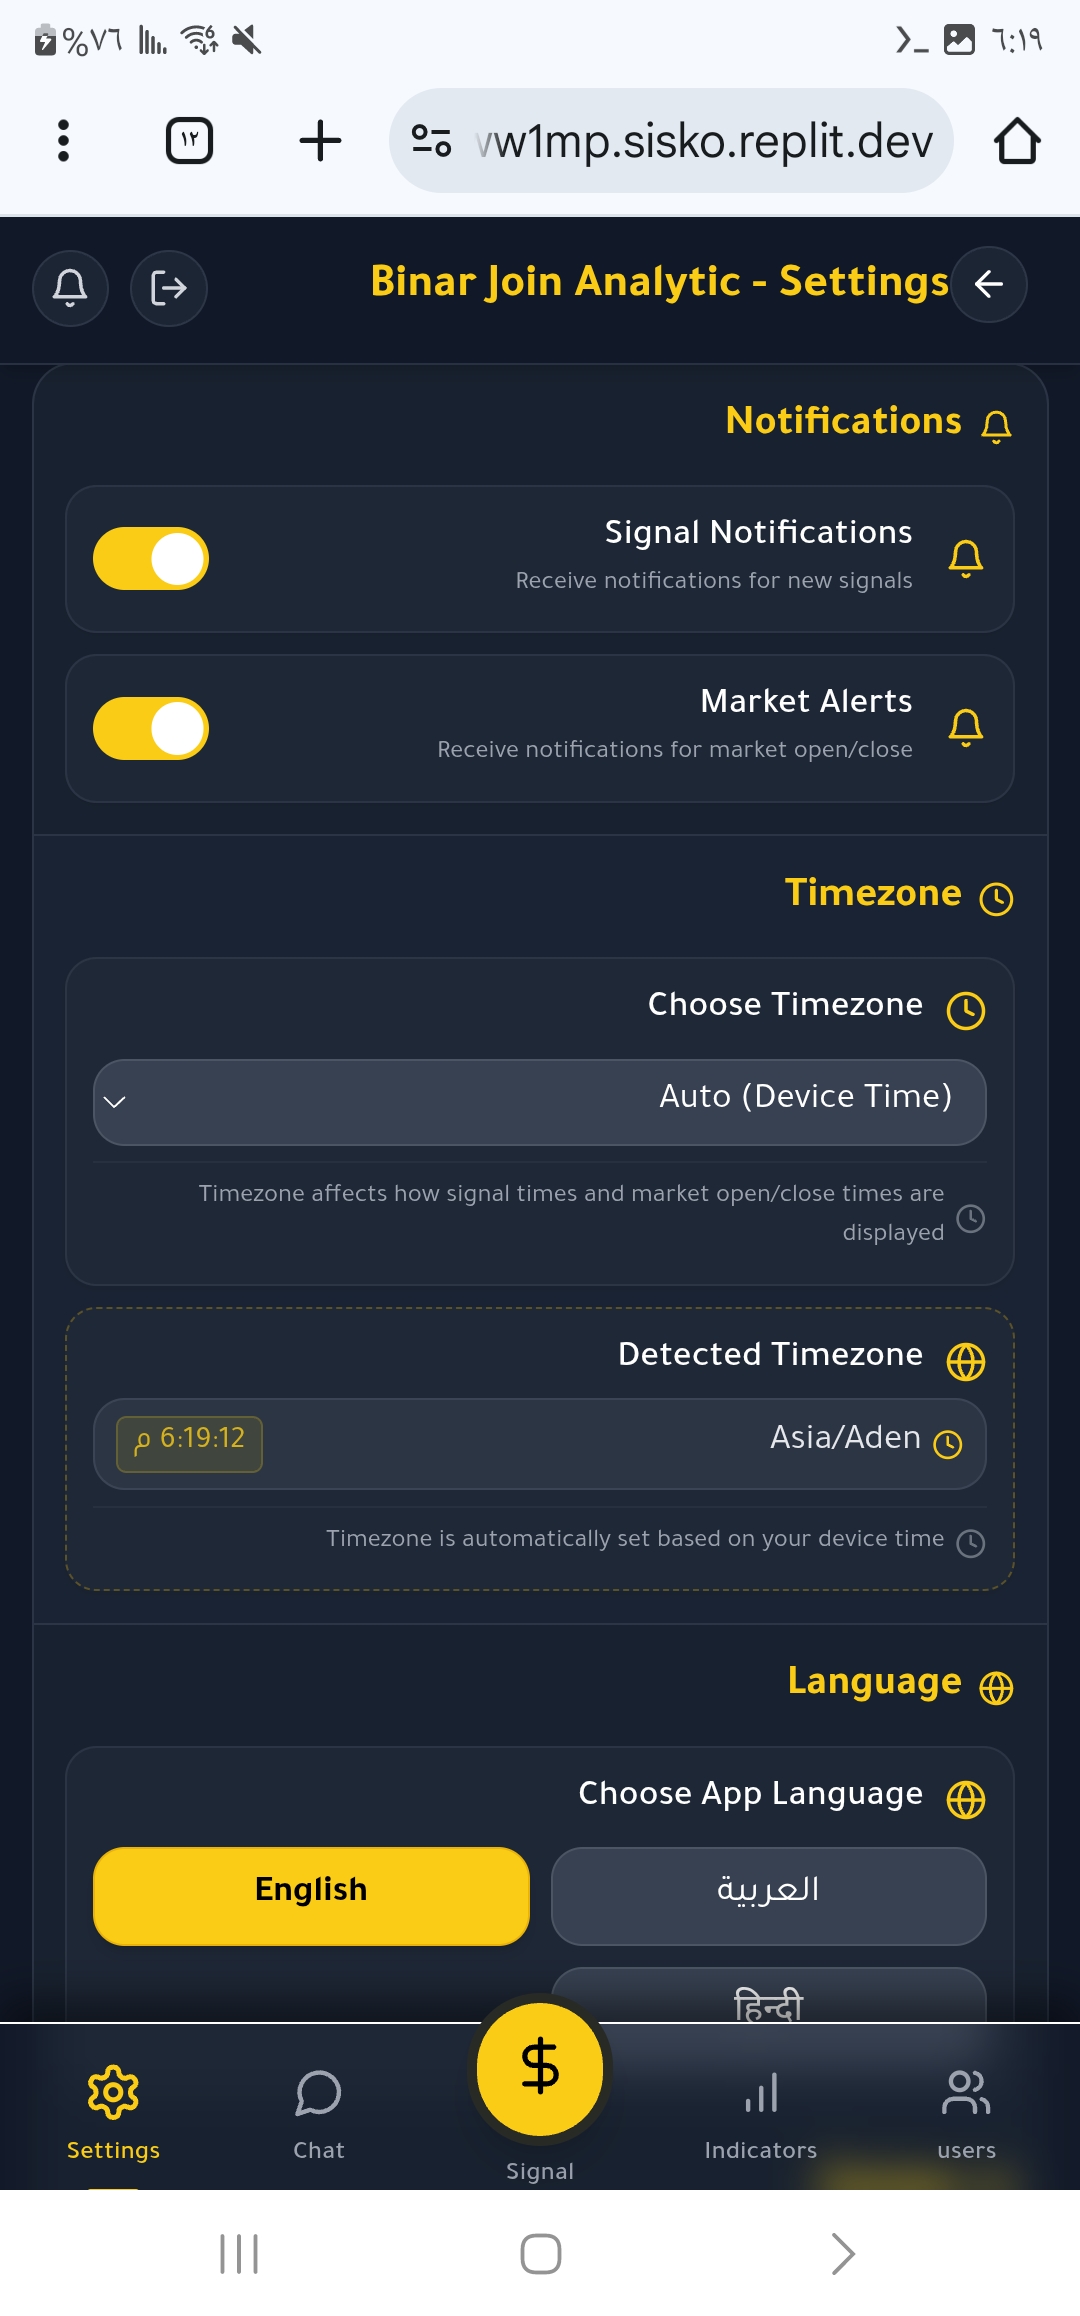 %٧٦
٦:١٩
١٢
vw1mp.sisko.replit.dev
Binar Join Analytic - Settings
Notifications
Signal Notifications
Receive notifications for new signals
Market Alerts
Receive notifications for market open/close
Timezone
Choose Timezone
Auto (Device Time)
Timezone affects how signal times and market open/close times are
displayed
Detected Timezone
Asia/Aden
6:19:12 م
Timezone is automatically set based on your device time
Language
Choose App Language
العربية
English
हिन्दी
Settings
Chat
Signal
Indicators
users